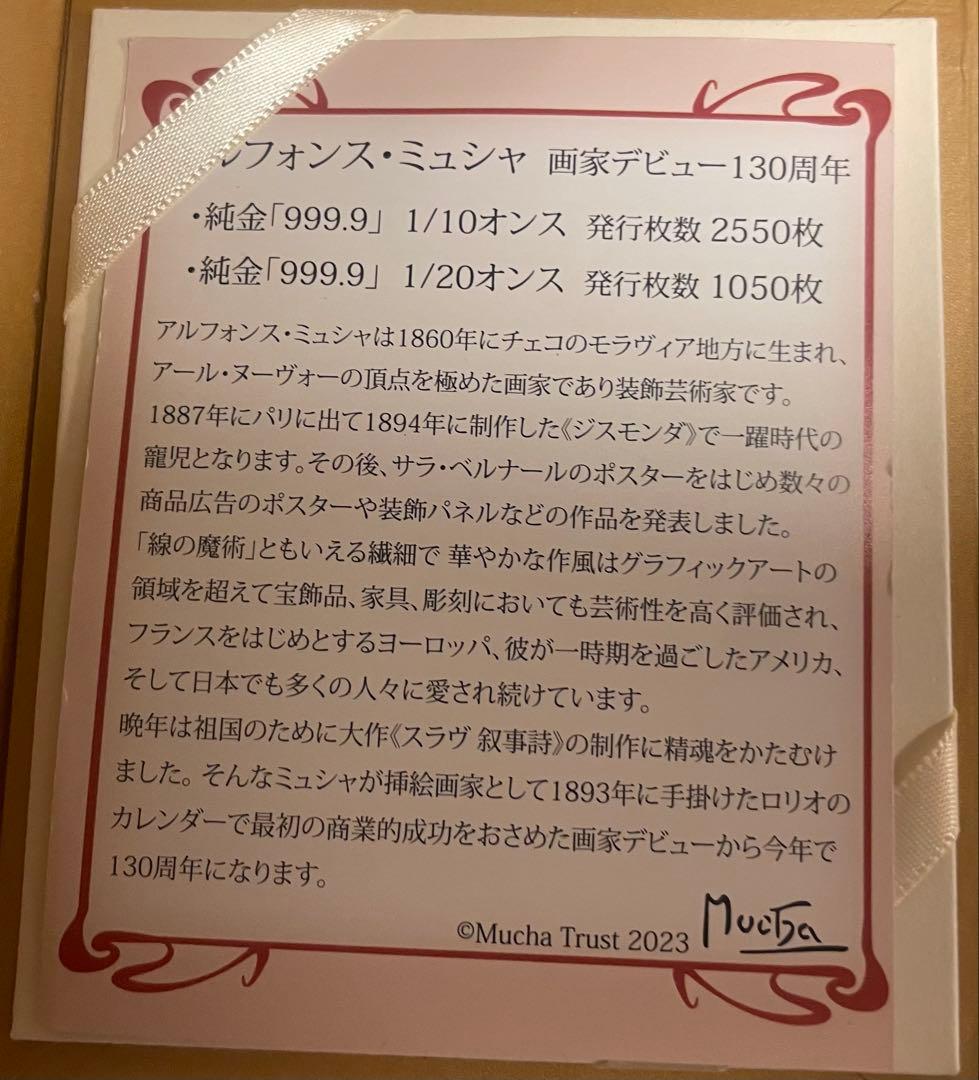 ルフォンス・ミュシャ 画家デビュー130周年
・純金「999.9」 1/10オンス 発行枚数 2550枚
・純金「999.9」 1/20オンス 発行枚数 1050枚
アルフォンス・ミュシャは1860年にチェコのモラヴィア地方に生まれ、
アール・ヌーヴォーの頂点を極めた画家であり装飾芸術家です。
1887年にパリに出て1894年に制作した《ジスモンダ》で一躍時代の
寵児となります。その後、サラ・ベルナールのポスターをはじめ数々の
商品広告のポスターや装飾パネルなどの作品を発表しました。
「線の魔術」ともいえる繊細で 華やかな作風はグラフィックアートの
領域を超えて宝飾品、家具、彫刻においても芸術性を高く評価され、
フランスをはじめとするヨーロッパ、彼が一時期を過ごしたアメリカ、
そして日本でも多くの人々に愛され続けています。
晩年は祖国のために大作《スラヴ 叙事詩》の制作に精魂をかたむけ
ました。そんなミュシャが挿絵画家として1893年に手掛けたロリオの
カレンダーで最初の商業的成功をおさめた画家デビューから今年で
130周年になります。
©Mucha Trust 2023 Mucha